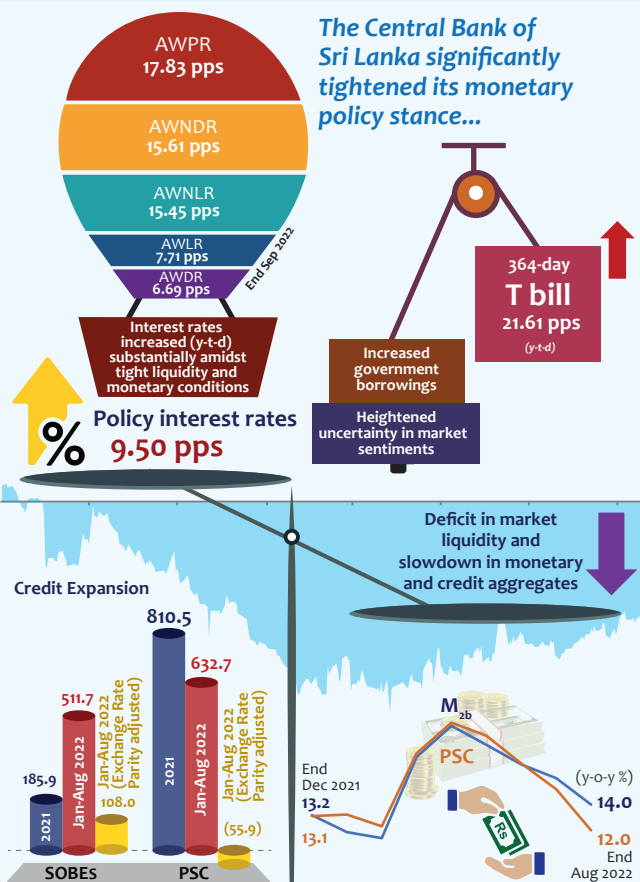 The Central Bank of
Sri Lanka significantly
tightened its monetary
policy stance...
AWPR
17.83 pps
AWNDR
15.61 pps
AWNLR
15.45 pps
AWLR
7.71 pps
AWDR
6.69 pps
End Sep 2022
Interest rates
increased (y-t-d)
substantially amidst
tight liquidity and
monetary conditions
364-day
T bill
21.61 pps
(y-t-d)
Increased
government
borrowings
Heightened
uncertainty in market
sentiments
%
Policy interest rates
9.50 pps
Deficit in market
liquidity and
slowdown in monetary
and credit aggregates
Credit Expansion
185.9
2021
511.7
Jan-Aug 2022
Jan-Aug 2022
(Exchange Rate
Parity adjusted)
108.0
SOBEs
810.5
2021
632.7
Jan-Aug 2022
Jan-Aug 2022
(Exchange Rate
Parity adjusted)
(55.9)
PSC
M2b
PSC
End
Dec 2021
13.2
13.1
Rs
(y-o-y %)
14.0
12.0
End
Aug 2022